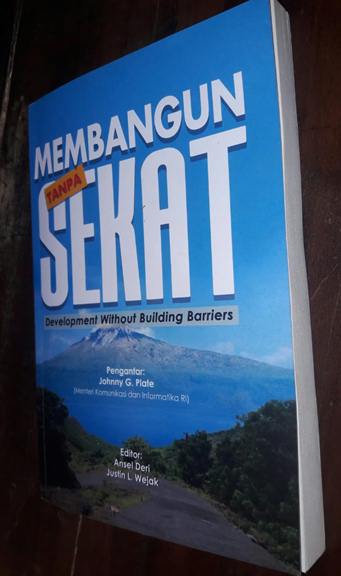 MEMBANGUN
TANPA
SEKAT
Development Without Building Barriers
Pengantar:
Johnny G. Plate
(Menteri Komunikasi dan Informatika RI)
Editor:
Ansel Deri
Justin L. Wejak